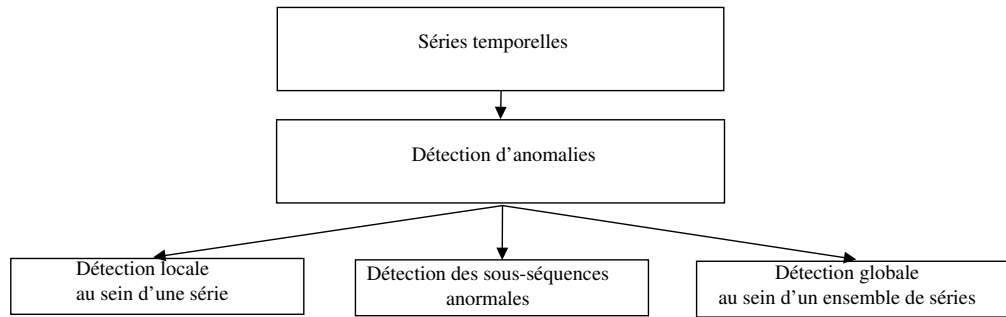 Séries temporelles
Détection d'anomalies
Détection locale
au sein d'une série
Détection des sous-séquences
anormales
Détection globale
au sein d'un ensemble de séries